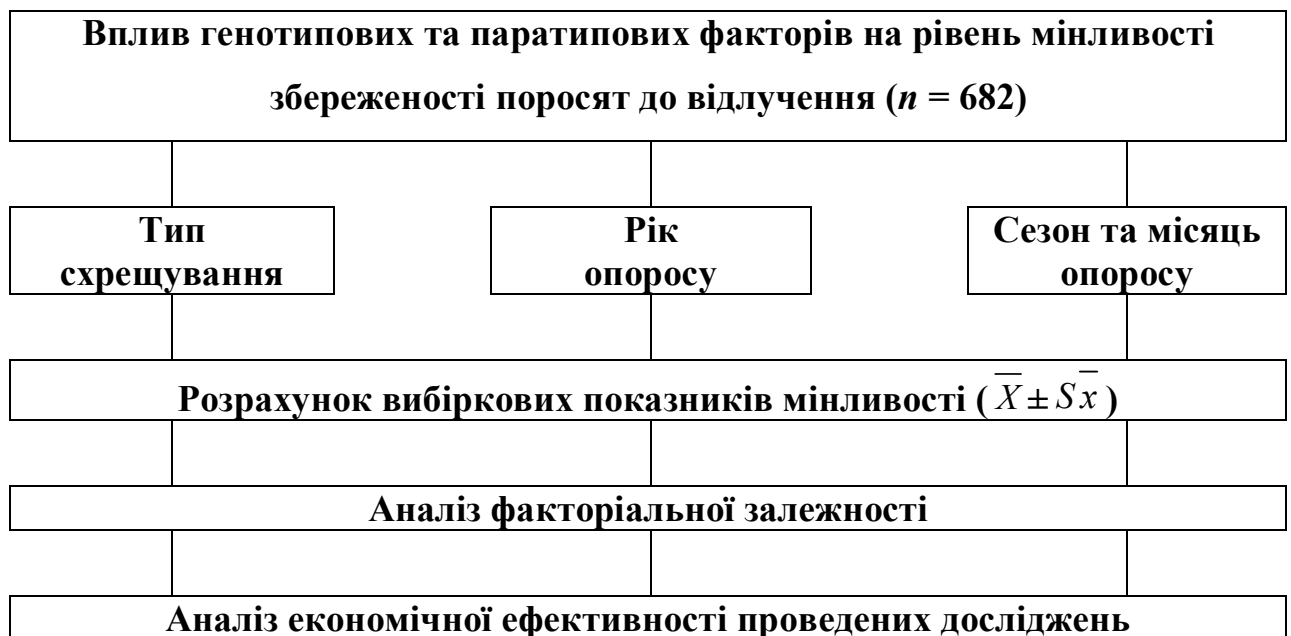 Вплив генотипових та паратипових факторів на рівень мінливості
збереженості поросят до відлучення (n = 682)
Тип
схрещування
Рік
опоросу
Сезон та місяць
опоросу
Розрахунок вибіркових показників мінливості ( X̅ ± S x̅ )
Аналіз факторіальної залежності
Аналіз економічної ефективності проведених досліджень